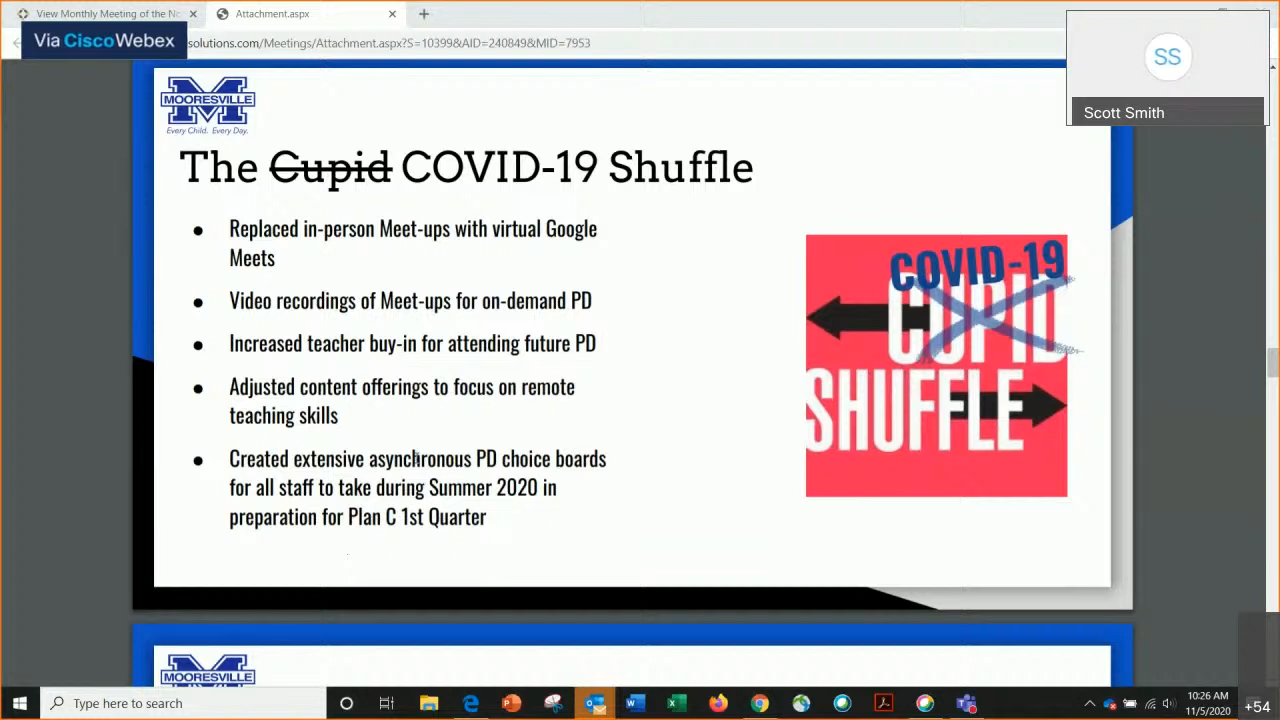 View Monthly Meeting of the N
Attachment.aspx
Via CiscoWebex
solutions.com/Meetings/Attachment.aspx?S=10399&AID=240849&MID=7953
SS
Scott Smith
M
MOORESVILLE
Every Child. Every Day.
The Cupid COVID-19 Shuffle
● Replaced in-person Meet-ups with virtual Google
Meets
● Video recordings of Meet-ups for on-demand PD
● Increased teacher buy-in for attending future PD
● Adjusted content offerings to focus on remote
teaching skills
● Created extensive asynchronous PD choice boards
for all staff to take during Summer 2020 in
preparation for Plan C 1st Quarter
COVID-19
CUPID
SHUFFLE
M
MOORESVILLE
Type here to search
10:26 AM
11/5/2020
+54